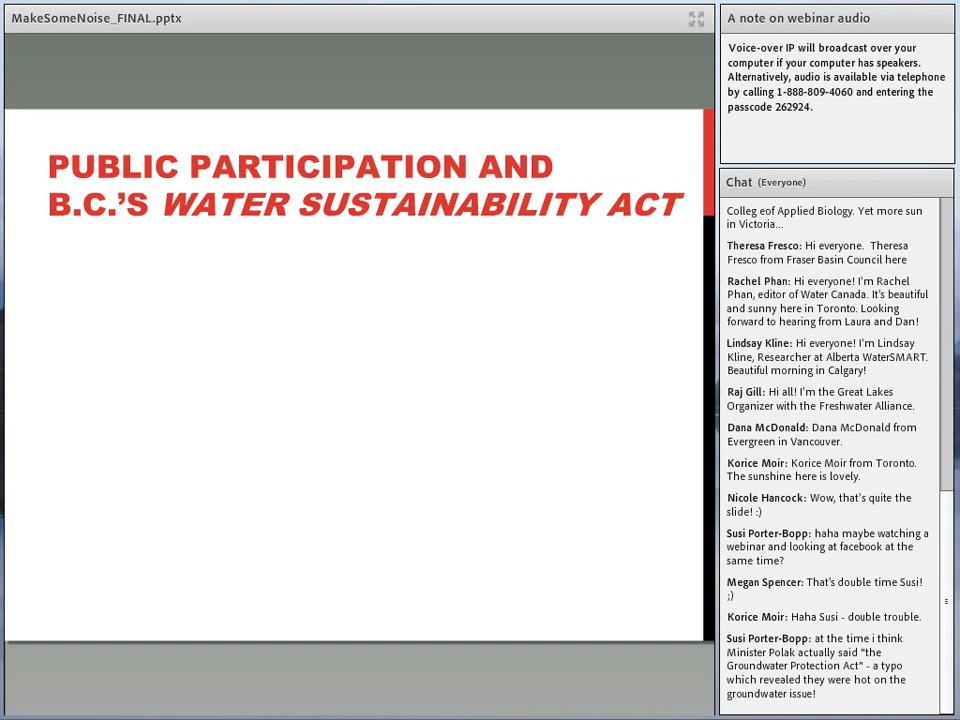 MakeSomeNoise_FINAL.pptx
PUBLIC PARTICIPATION AND
B.C.'S WATER SUSTAINABILITY ACT
A note on webinar audio
Voice-over IP will broadcast over your
computer if your computer has speakers.
Alternatively, audio is available via telephone
by calling 1-888-809-4060 and entering the
passcode 262924.
Chat (Everyone)
Colleg eof Applied Biology. Yet more sun
in Victoria...
Theresa Fresco: Hi everyone.  Theresa
Fresco from Fraser Basin Council here
Rachel Phan: Hi everyone! I'm Rachel
Phan, editor of Water Canada. It's beautiful
and sunny here in Toronto. Looking
forward to hearing from Laura and Dan!
Lindsay Kline: Hi everyone! I'm Lindsay
Kline, Researcher at Alberta WaterSMART.
Beautiful morning in Calgary!
Raj Gill: Hi all! I'm the Great Lakes
Organizer with the Freshwater Alliance.
Dana McDonald: Dana McDonald from
Evergreen in Vancouver.
Korice Moir: Korice Moir from Toronto.
The sunshine here is lovely.
Nicole Hancock: Wow, that's quite the
slide! :)
Susi Porter-Bopp: haha maybe watching a
webinar and looking at facebook at the
same time?
Megan Spencer: That's double time Susi!
;)
Korice Moir: Haha Susi - double trouble.
Susi Porter-Bopp: at the time i think
Minister Polak actually said "the
Groundwater Protection Act" - a typo
which revealed they were hot on the
groundwater issue!